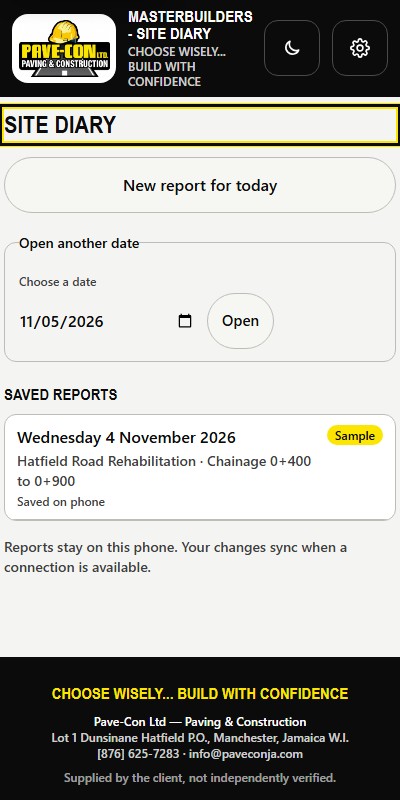 PAVE-CON LTD.
PAVING & CONSTRUCTION
MASTERBUILDERS
- SITE DIARY
CHOOSE WISELY...
BUILD WITH
CONFIDENCE
SITE DIARY
New report for today
Open another date
Choose a date
11/05/2026
Open
SAVED REPORTS
Wednesday 4 November 2026
Sample
Hatfield Road Rehabilitation · Chainage 0+400
to 0+900
Saved on phone
Reports stay on this phone. Your changes sync when a
connection is available.
CHOOSE WISELY... BUILD WITH CONFIDENCE
Pave-Con Ltd — Paving & Construction
Lot 1 Dunsinane Hatfield P.O., Manchester, Jamaica W.I.
[876] 625-7283 · info@paveconja.com
Supplied by the client, not independently verified.